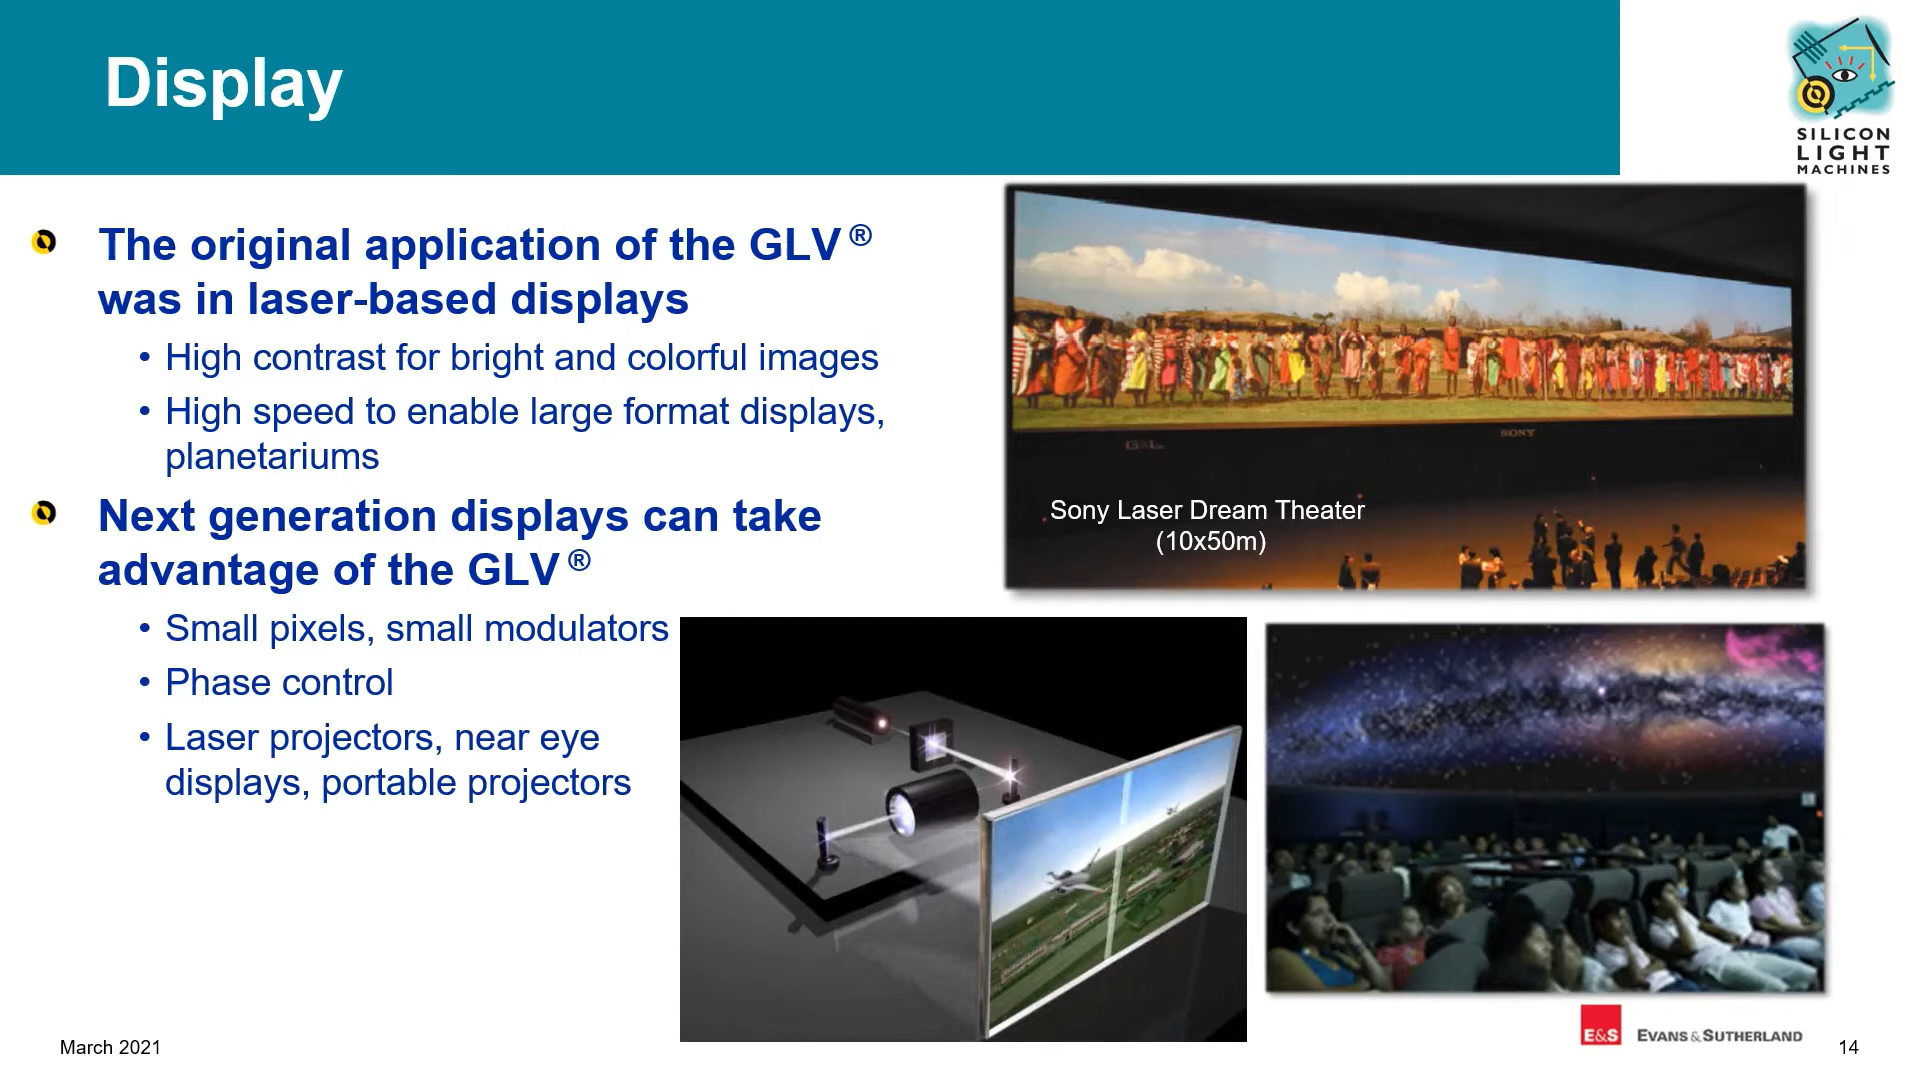 Display
SILICON
LIGHT
MACHINES
The original application of the GLV®
was in laser-based displays
• High contrast for bright and colorful images
• High speed to enable large format displays,
planetariums
Next generation displays can take
advantage of the GLV®
• Small pixels, small modulators
• Phase control
• Laser projectors, near eye
displays, portable projectors
SONY
Sony Laser Dream Theater
(10x50m)
E&S EVANS & SUTHERLAND
March 2021
14